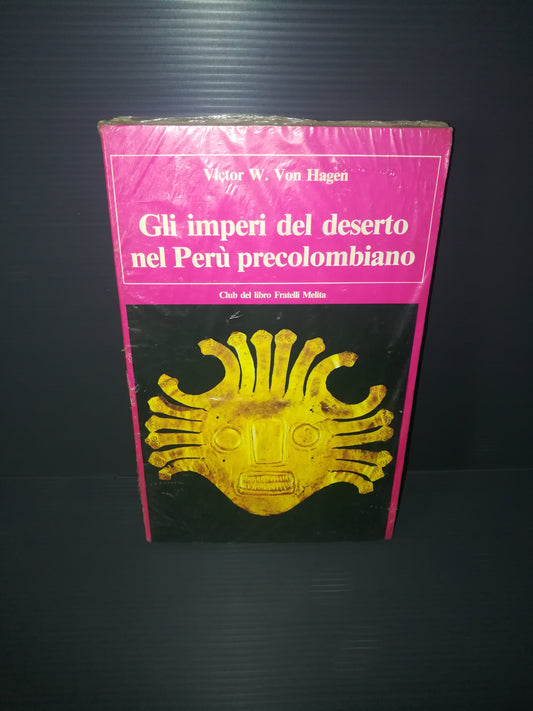 Victor W. Von Hagen
Gli imperi del deserto
nel Perù precolombiano
Club del libro Fratelli Melita